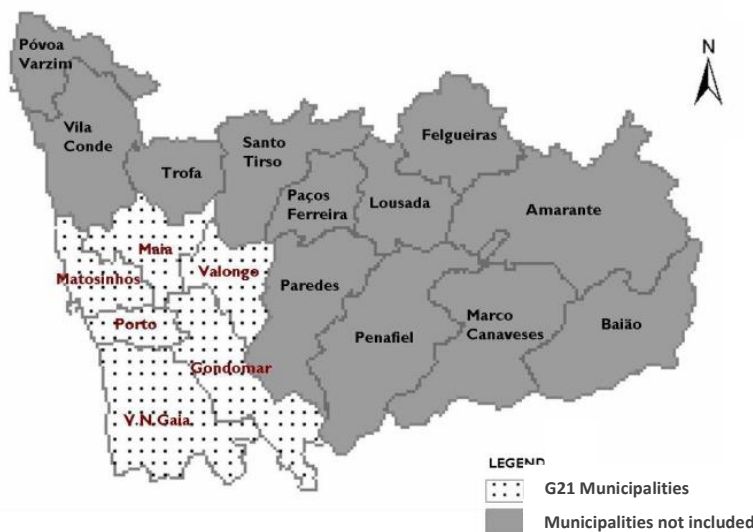 Póvoa
Varzim
N
Vila
Conde
Trofa
Santo
Tirso
Felgueiras
Paços
Ferreira
Lousada
Amarante
Maia
Matosinhos
Valongo
Paredes
Porto
Penafiel
Marco
Canaveses
Baião
Gondomar
V.N.Gaia
LEGEND
G21 Municipalities
Municipalities not included